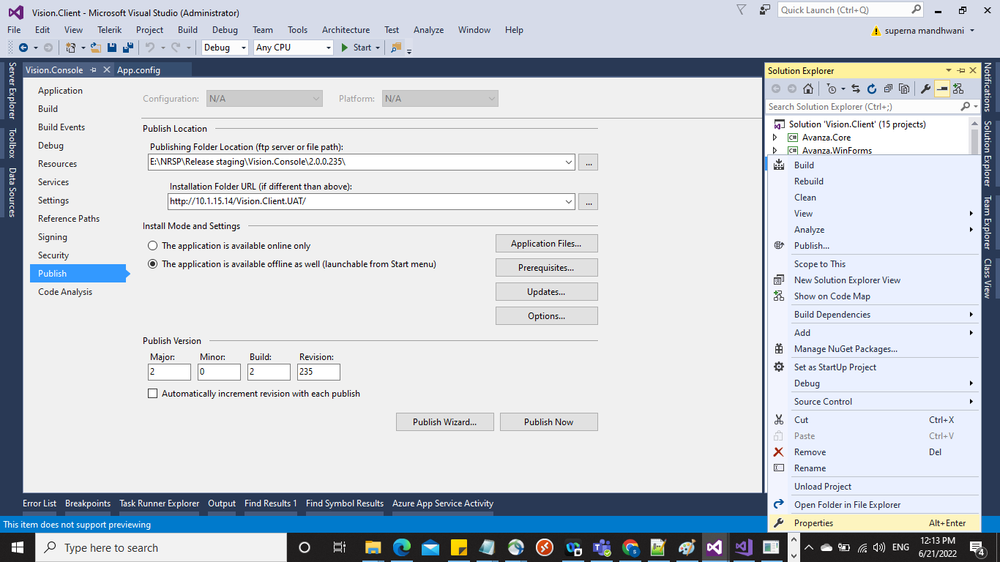 Vision.Client - Microsoft Visual Studio (Administrator)
Quick Launch (Ctrl+Q)
File Edit View Telerik Project Build Debug Team Tools Architecture Test Analyze Window Help
superna mandhwani
Debug Any CPU Start
Server Explorer
Toolbox
Data Sources
Vision.Console App.config
Application
Build
Build Events
Debug
Resources
Services
Settings
Reference Paths
Signing
Security
Publish
Code Analysis
Configuration: N/A Platform: N/A
Publish Location
Publishing Folder Location (ftp server or file path):
E:\NRSP\Release staging\Vision.Console\2.0.0.235\
...
Installation Folder URL (if different than above):
http://10.1.15.14/Vision.Client.UAT/
...
Install Mode and Settings
The application is available online only
The application is available offline as well (launchable from Start menu)
Application Files...
Prerequisites...
Updates...
Options...
Publish Version
Major: Minor: Build: Revision:
2 0 2 235
Automatically increment revision with each publish
Publish Wizard... Publish Now
Solution Explorer
Search Solution Explorer (Ctrl+;)
Solution 'Vision.Client' (15 projects)
C# Avanza.Core
C# Avanza.WinForms
Build
Rebuild
Clean
View
Analyze
Publish...
Scope to This
New Solution Explorer View
Show on Code Map
Build Dependencies
Add
Manage NuGet Packages...
Set as StartUp Project
Debug
Source Control
Cut Ctrl+X
Paste Ctrl+V
Remove Del
Rename
Unload Project
Open Folder in File Explorer
Properties Alt+Enter
Notifications
Solution Explorer
Team Explorer
Class View
Error List Breakpoints Task Runner Explorer Output Find Results 1 Find Symbol Results Azure App Service Activity
This item does not support previewing
Type here to search
ENG
12:13 PM
6/21/2022
4